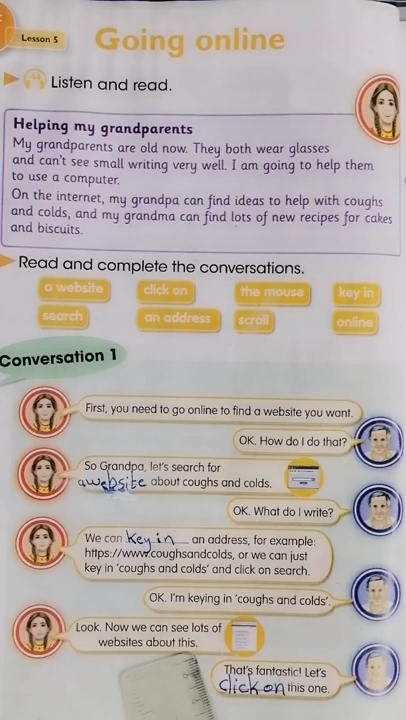 Lesson 5
Going online
44
Listen and read.
Helping my grandparents
My grandparents are old now. They both wear glasses
and can't see small writing very well. I am going to help them
to use a computer.
On the internet, my grandpa can find ideas to help with coughs
and colds, and my grandma can find lots of new recipes for cakes
and biscuits.
Read and complete the conversations.
a website
click on
the mouse
key in
search
an address
scroll
online
Conversation 1
First, you need to go online to find a website you want.
OK. How do I do that?
So Grandpa, let's search for
a website about coughs and colds.
OK. What do I write?
We can key in an address, for example:
https://www.coughsandcolds, or we can just
key in 'coughs and colds' and click on search.
OK. I'm keying in 'coughs and colds'.
Look. Now we can see lots of
websites about this.
That's fantastic! Let's
click on this one.